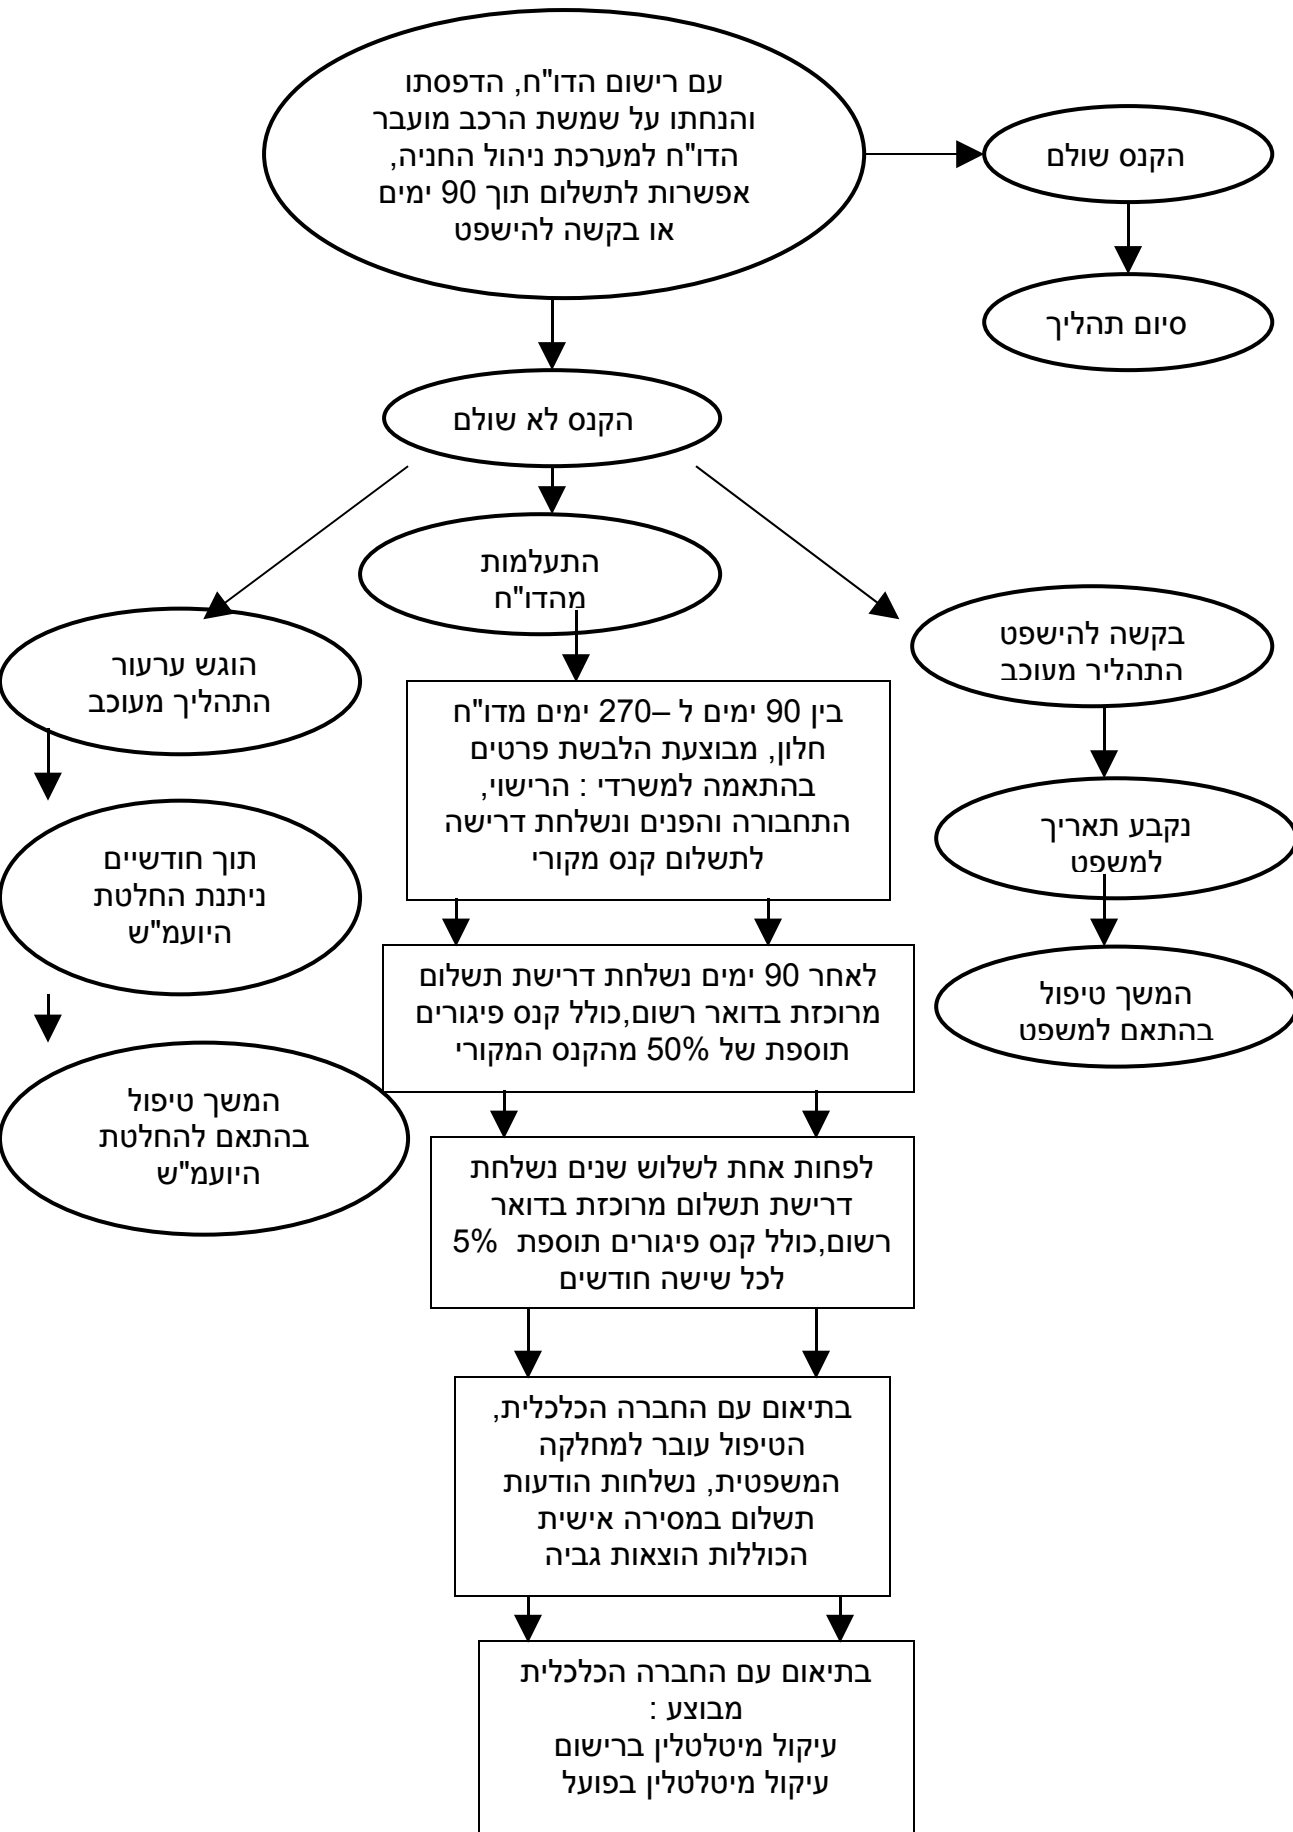 עם רישום הדו"ח, הדפסתו
והנחתו על שמשת הרכב מועבר
הדו"ח למערכת ניהול החניה,
אפשרות לתשלום תוך 90 ימים
או בקשה להישפט
הקנס שולם
סיום תהליך
הקנס לא שולם
התעלמות
מהדו"ח
בקשה להישפט
התהליר מעוכב
הוגש ערעור
התהליך מעוכב
בין 90 ימים ל –270 ימים מדו"ח
חלון, מבוצעת הלבשת פרטים
בהתאמה למשרדי : הרישוי,
התחבורה והפנים ונשלחת דרישה
לתשלום קנס מקורי
נקבע תאריך
למשפט
תוך חודשיים
ניתנת החלטת
היועמ"ש
לאחר 90 ימים נשלחת דרישת תשלום
מרוכזת בדואר רשום,כולל קנס פיגורים
תוספת של 50% מהקנס המקורי
המשך טיפול
בהתאם למשפט
המשך טיפול
בהתאם להחלטת
היועמ"ש
לפחות אחת לשלוש שנים נשלחת
דרישת תשלום מרוכזת בדואר
רשום,כולל קנס פיגורים תוספת 5%
לכל שישה חודשים
בתיאום עם החברה הכלכלית,
הטיפול עובר למחלקה
המשפטית, נשלחות הודעות
תשלום במסירה אישית
הכוללות הוצאות גביה
בתיאום עם החברה הכלכלית
מבוצע :
עיקול מיטלטלין ברישום
עיקול מיטלטלין בפועל